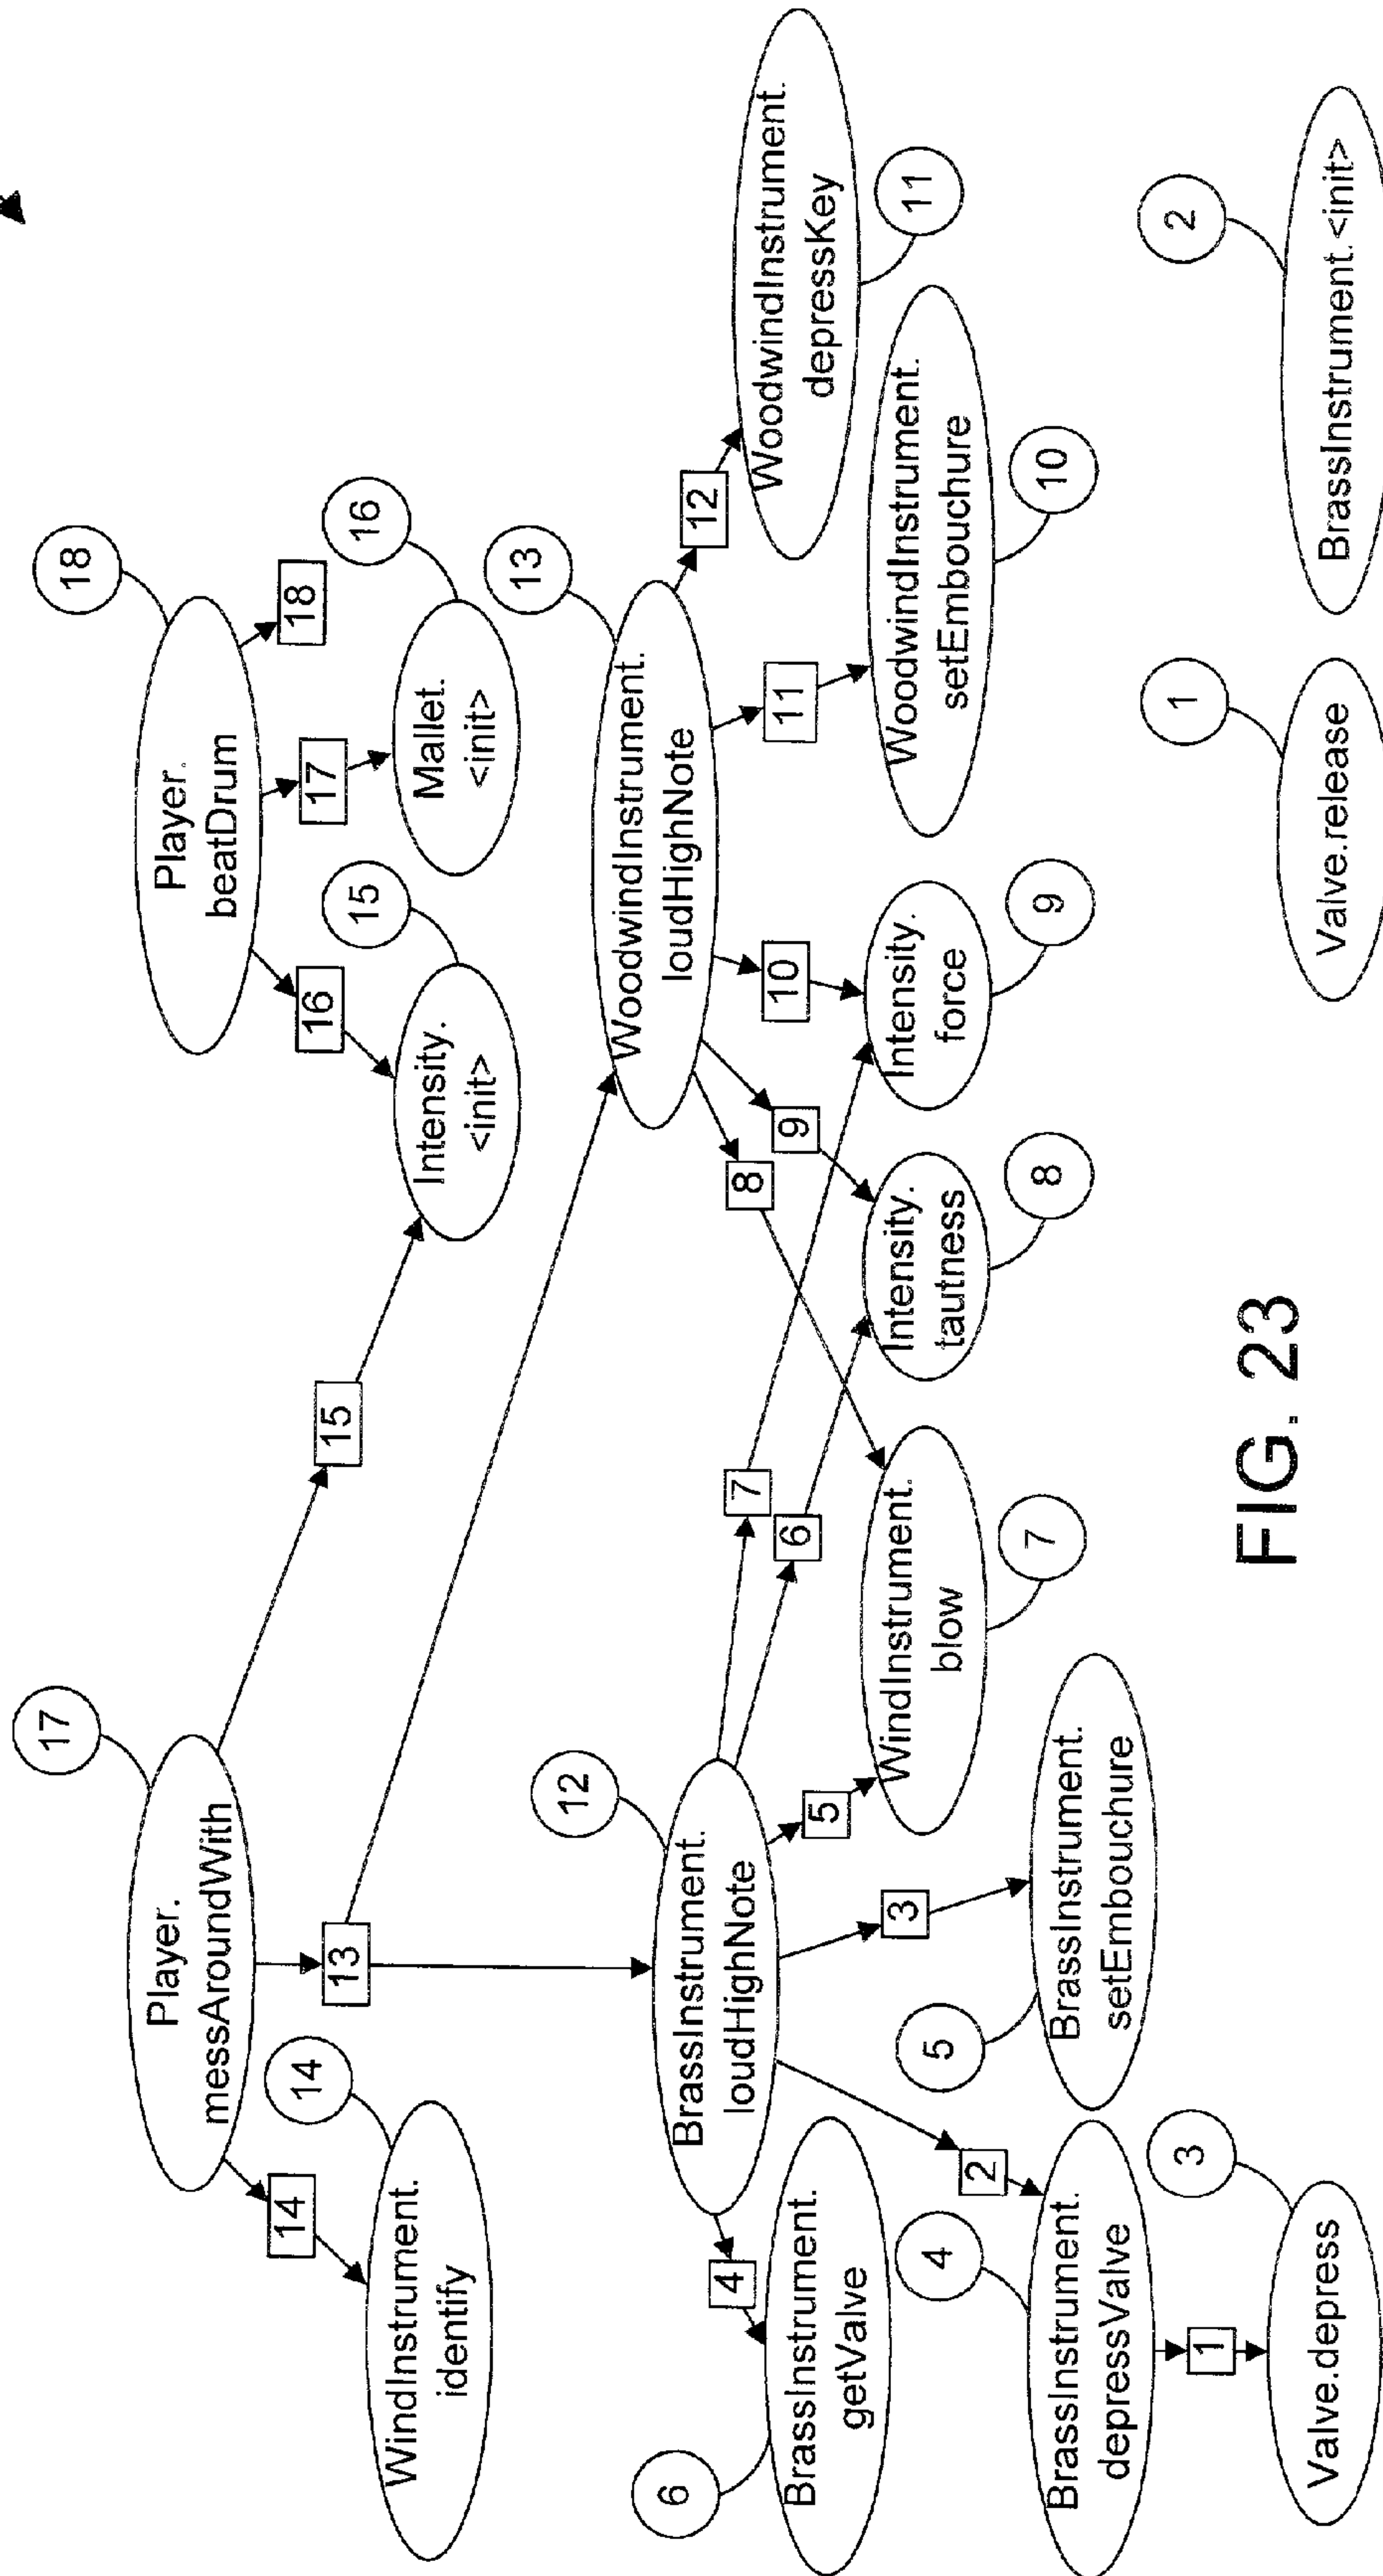 17
18
Player.
messAroundWith
Player.
beatDrum
14
14
13
15
16
17
18
15
16
WindInstrument.
identify
Intensity.
<init>
Mallet.
<init>
12
13
BrassInstrument.
loudHighNote
WoodwindInstrument.
loudHighNote
6
4
5
7
6
8
9
10
11
12
BrassInstrument.
getValve
2
3
WindInstrument.
blow
Intensity.
tautness
Intensity.
force
WoodwindInstrument.
setEmbouchure
WoodwindInstrument.
depressKey
4
5
7
8
9
10
11
BrassInstrument.
depressValve
BrassInstrument.
setEmbouchure
1
3
1
2
Valve.depress
Valve.release
BrassInstrument.<init>
FIG. 23